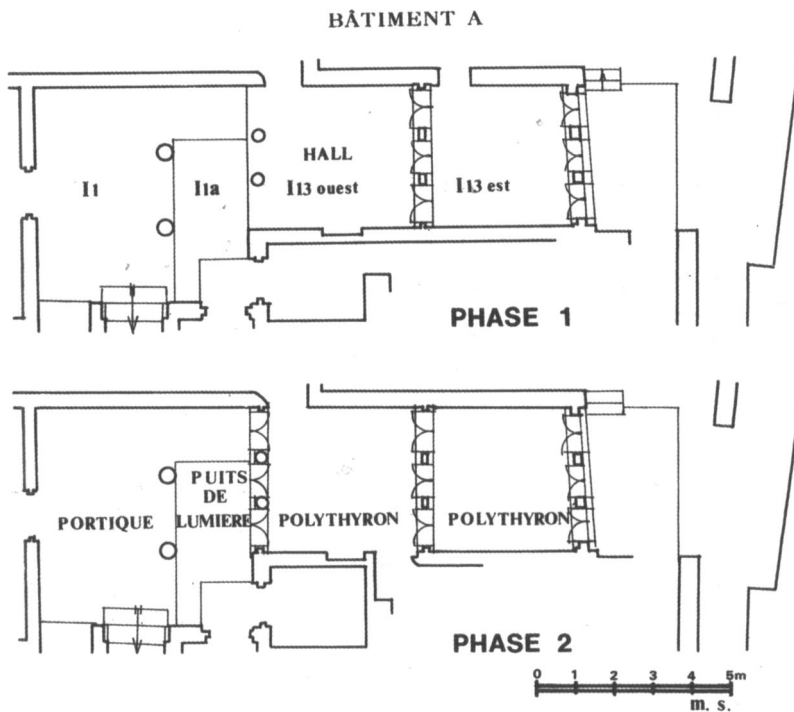 BÂTIMENT A
HALL
I1 I1a I13 ouest I13 est
PHASE 1
PUITS
DE
PORTIQUE LUMIERE POLYTHYRON POLYTHYRON
PHASE 2
0 1 2 3 4 5m
m. s.